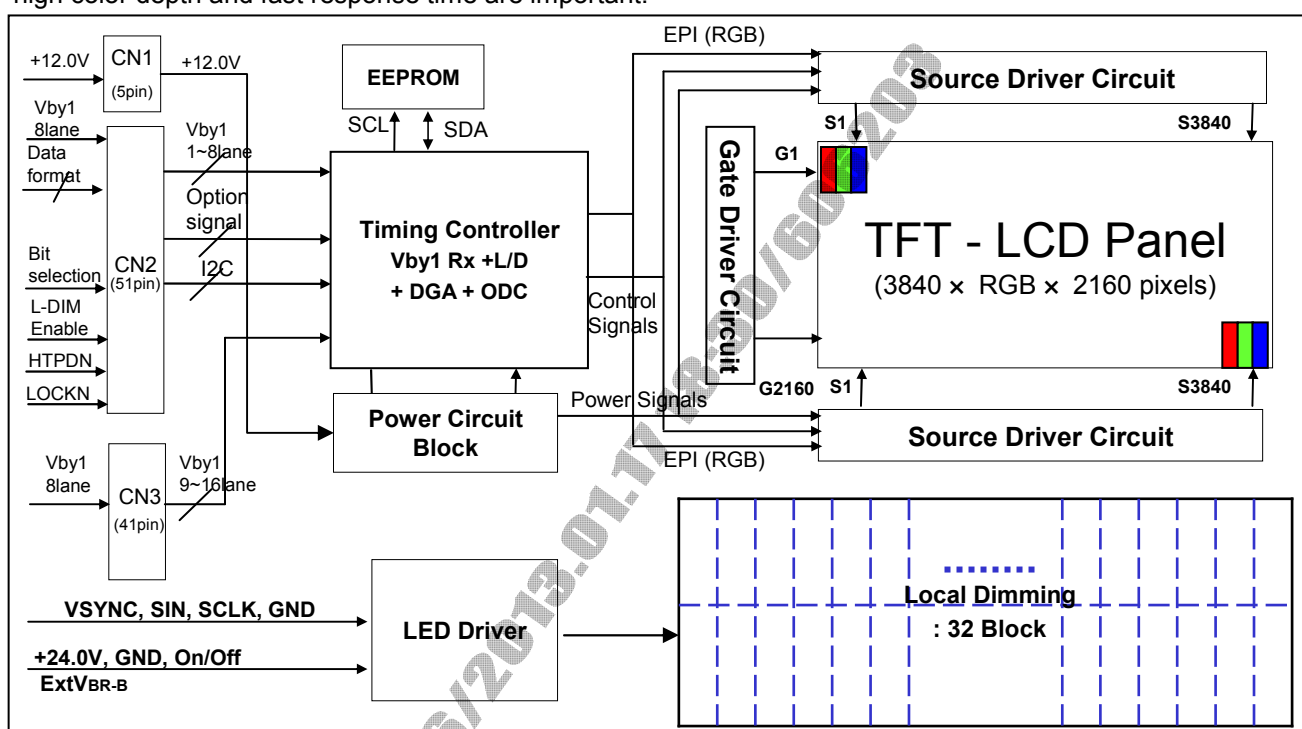 high color depth and fast response time are important.
EPI (RGB)
+12.0V
CN1
(5pin)
+12.0V
EEPROM
SCL
SDA
Source Driver Circuit
S1
S3840
Vby1
8lane
Data
format
Vby1
1~8lane
Option
signal
I2C
Bit
selection
CN2
(51pin)
L-DIM
Enable
HTPDN
LOCKN
Timing Controller
Vby1 Rx +L/D
+ DGA + ODC
Control
Signals
Gate Driver Circuit
G1
G2160
TFT - LCD Panel
(3840 × RGB × 2160 pixels)
S1
S3840
Power Circuit
Block
Power Signals
Source Driver Circuit
EPI (RGB)
Vby1
8lane
CN3
(41pin)
Vby1
9~16lane
VSYNC, SIN, SCLK, GND
+24.0V, GND, On/Off
ExtVBR-B
LED Driver
Local Dimming
: 32 Block